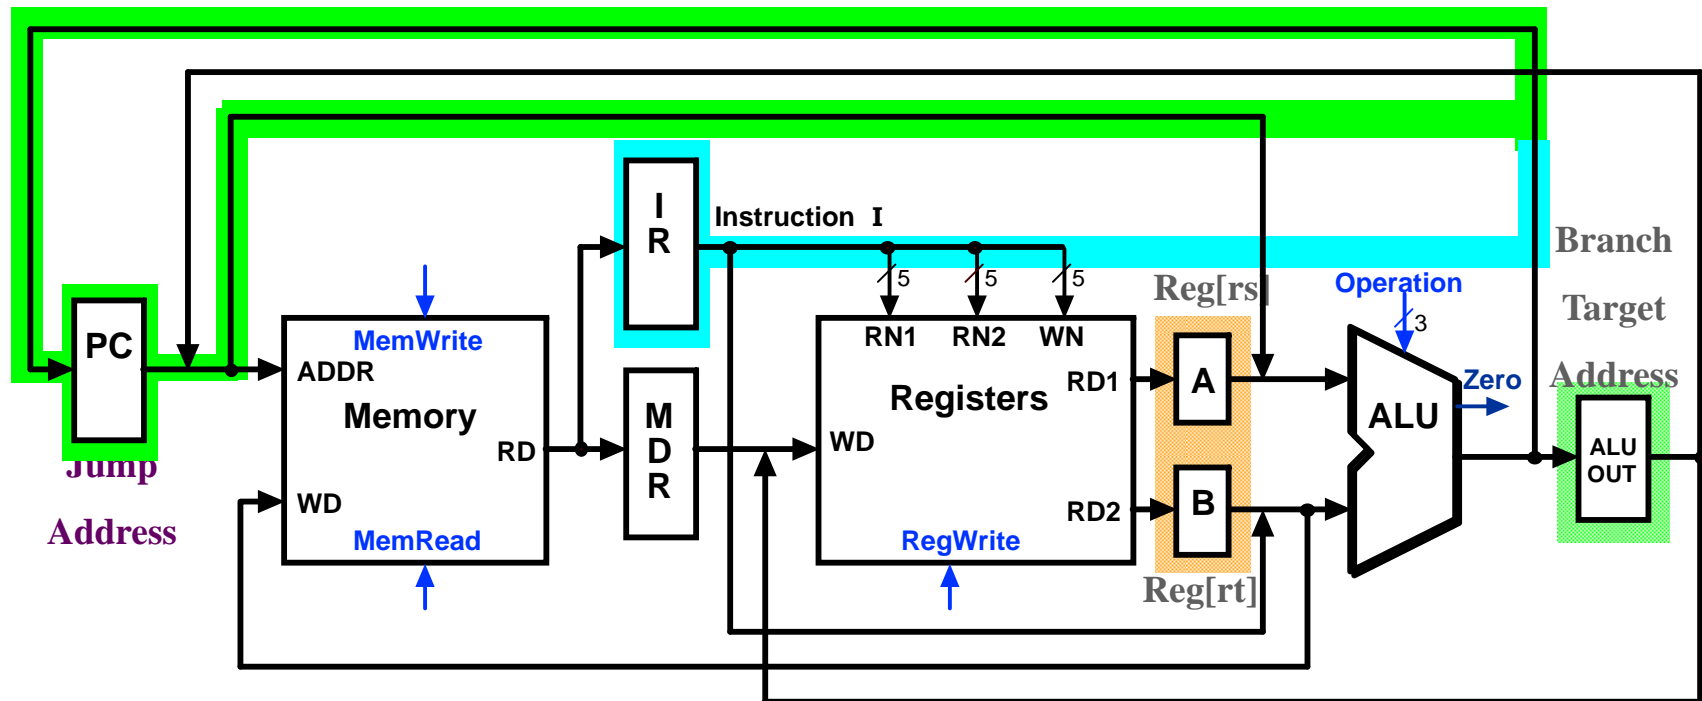 I
R
Instruction I
5
5
5
Branch
Target
Address
Reg[rs]
Operation
3
PC
MemWrite
RN1
RN2
WN
ADDR
RD1
A
Zero
Memory
Registers
ALU
M
D
R
RD
WD
ALU
OUT
Jump
Address
WD
RD2
B
MemRead
RegWrite
Reg[rt]